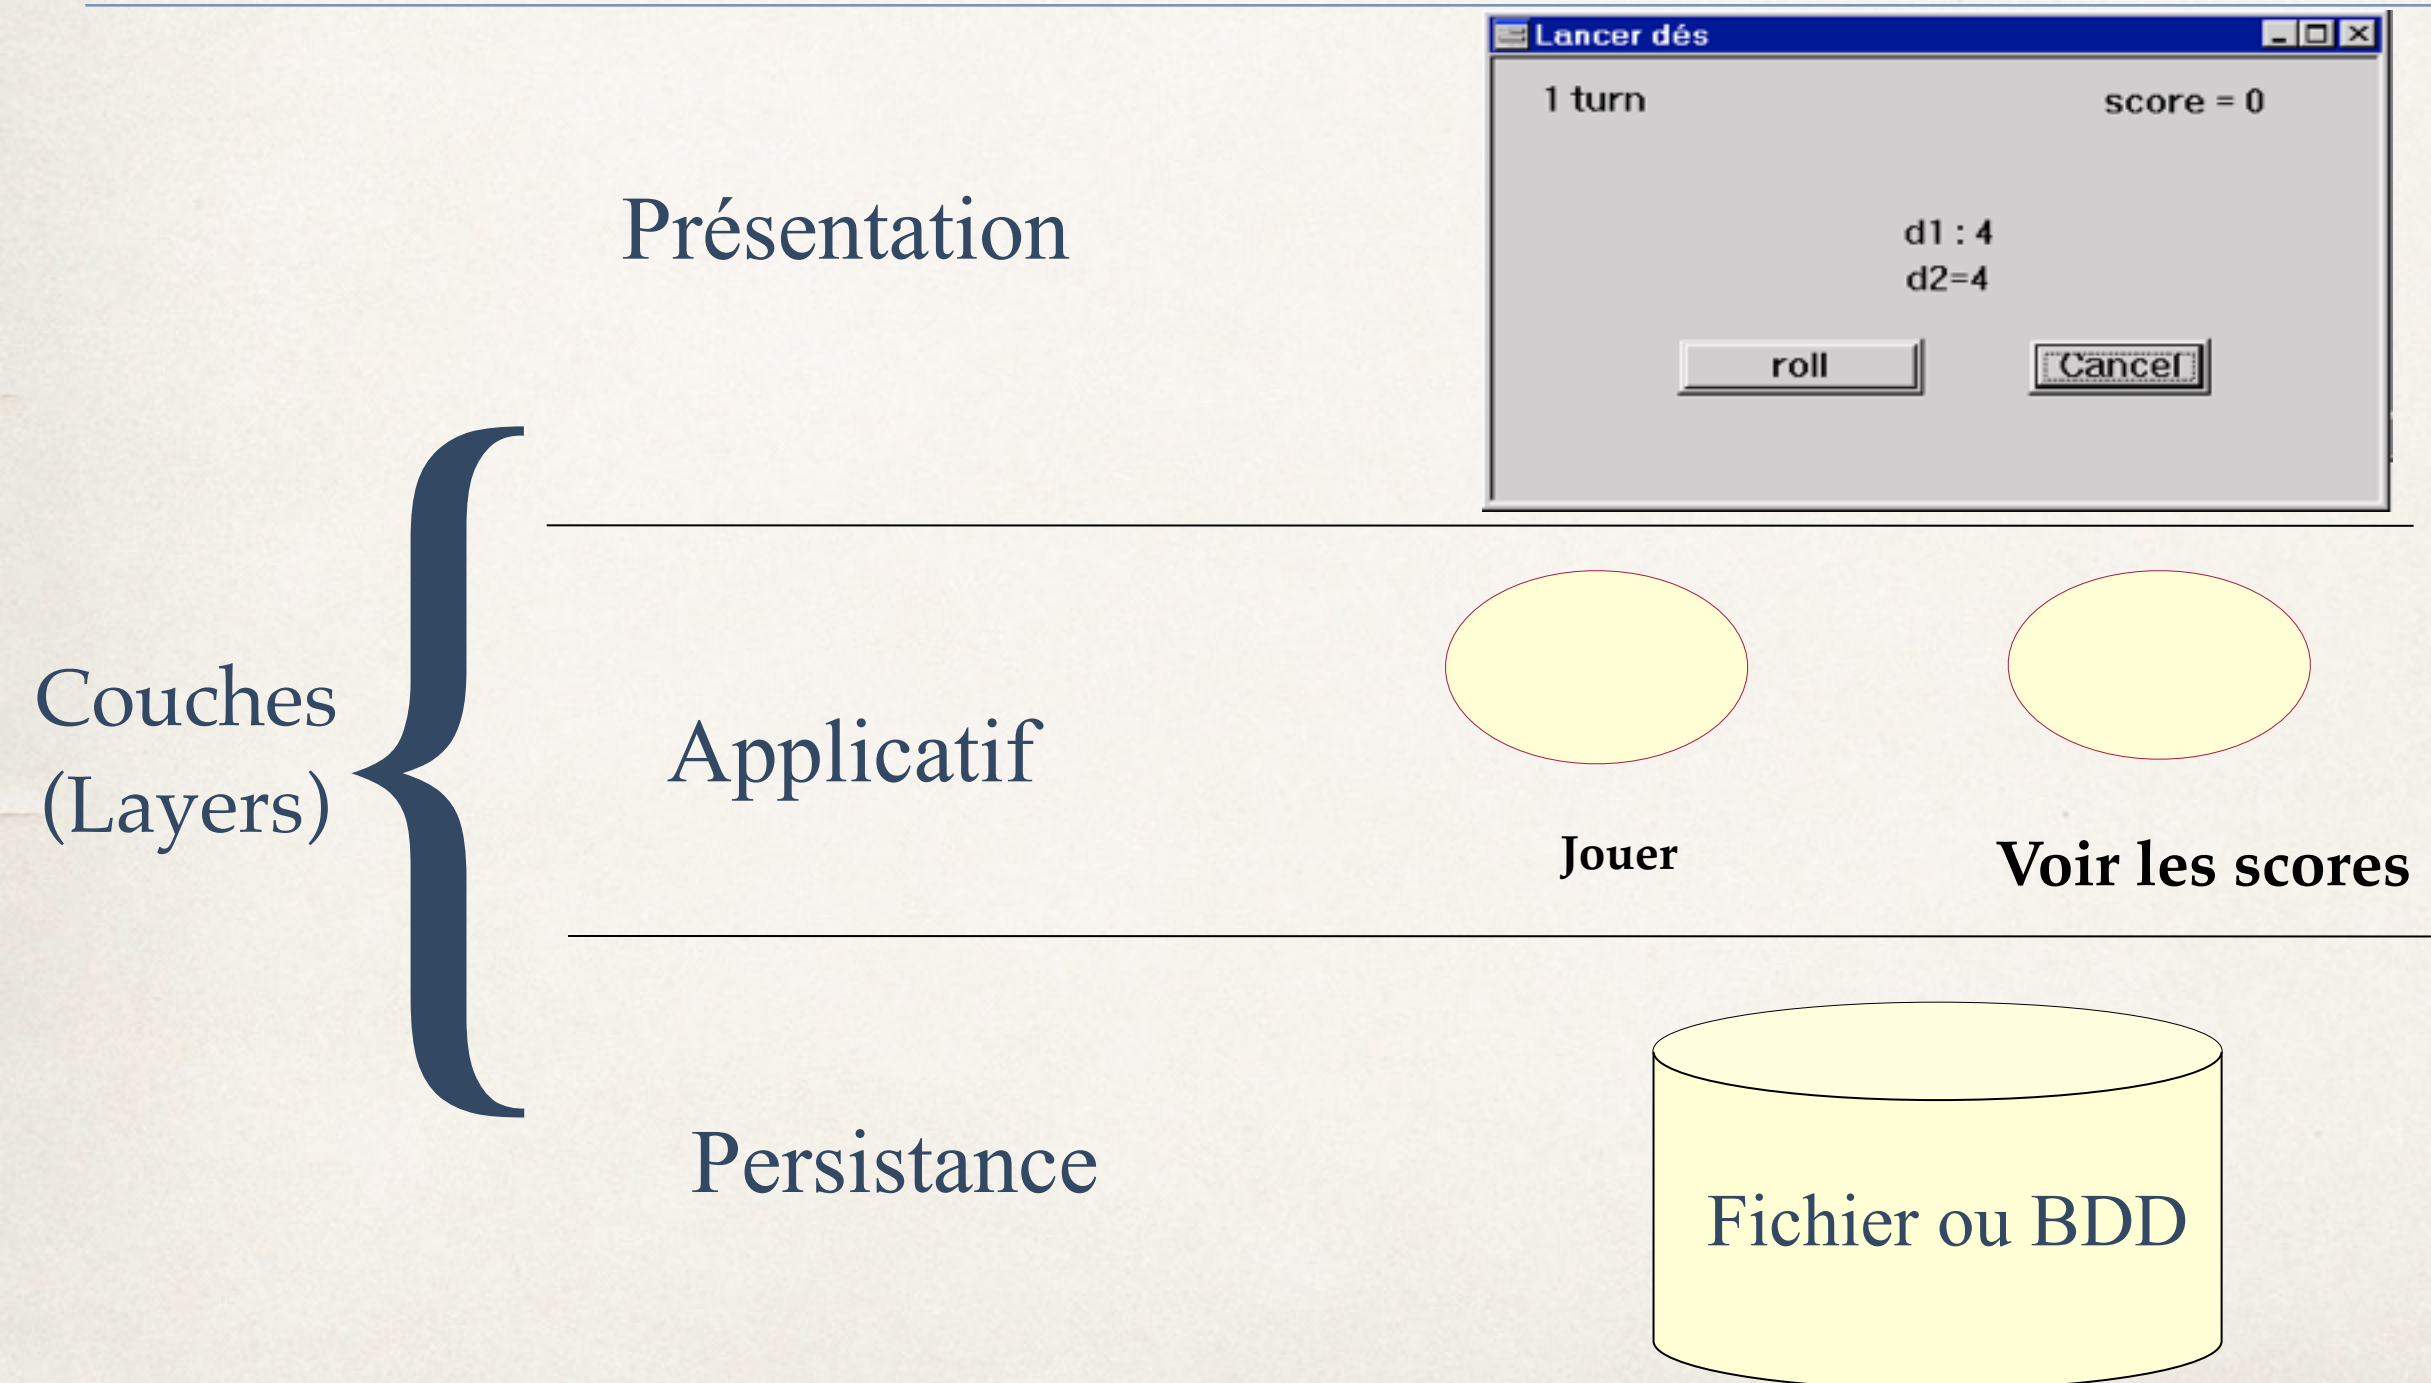 Lancer dés
1 turn
score = 0
Présentation
d1 : 4
d2=4
roll
Cancel
Couches
(Layers)
Applicatif
Jouer
Voir les scores
Persistance
Fichier ou BDD